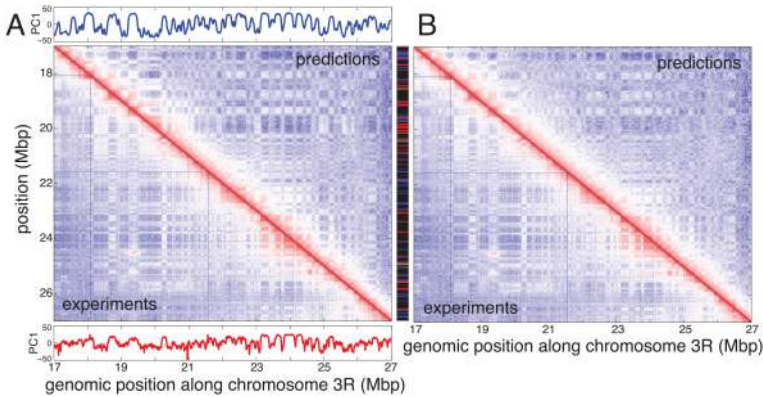 A
B
PC1
50
0
−50
predictions
predictions
position (Mbp)
18
20
22
24
26
experiments
experiments
PC1
50
0
−50
17 19 21 23 25 27
17 19 21 23 25 27
genomic position along chromosome 3R (Mbp)
genomic position along chromosome 3R (Mbp)